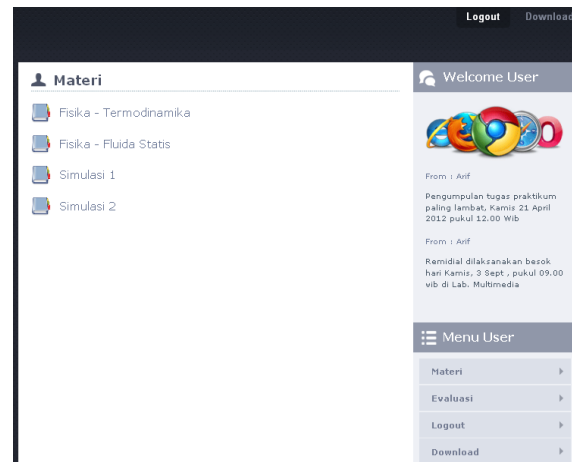 Logout Download
Materi
Fisika - Termodinamika
Fisika - Fluida Statis
Simulasi 1
Simulasi 2
Welcome User
From : Arif
Pengumpulan tugas praktikum
paling lambat, Kamis 21 April
2012 pukul 12.00 Wib
From : Arif
Remidial dilaksanakan besok
hari Kamis, 3 Sept , pukul 09.00
wib di Lab. Multimedia
Menu User
Materi
Evaluasi
Logout
Download